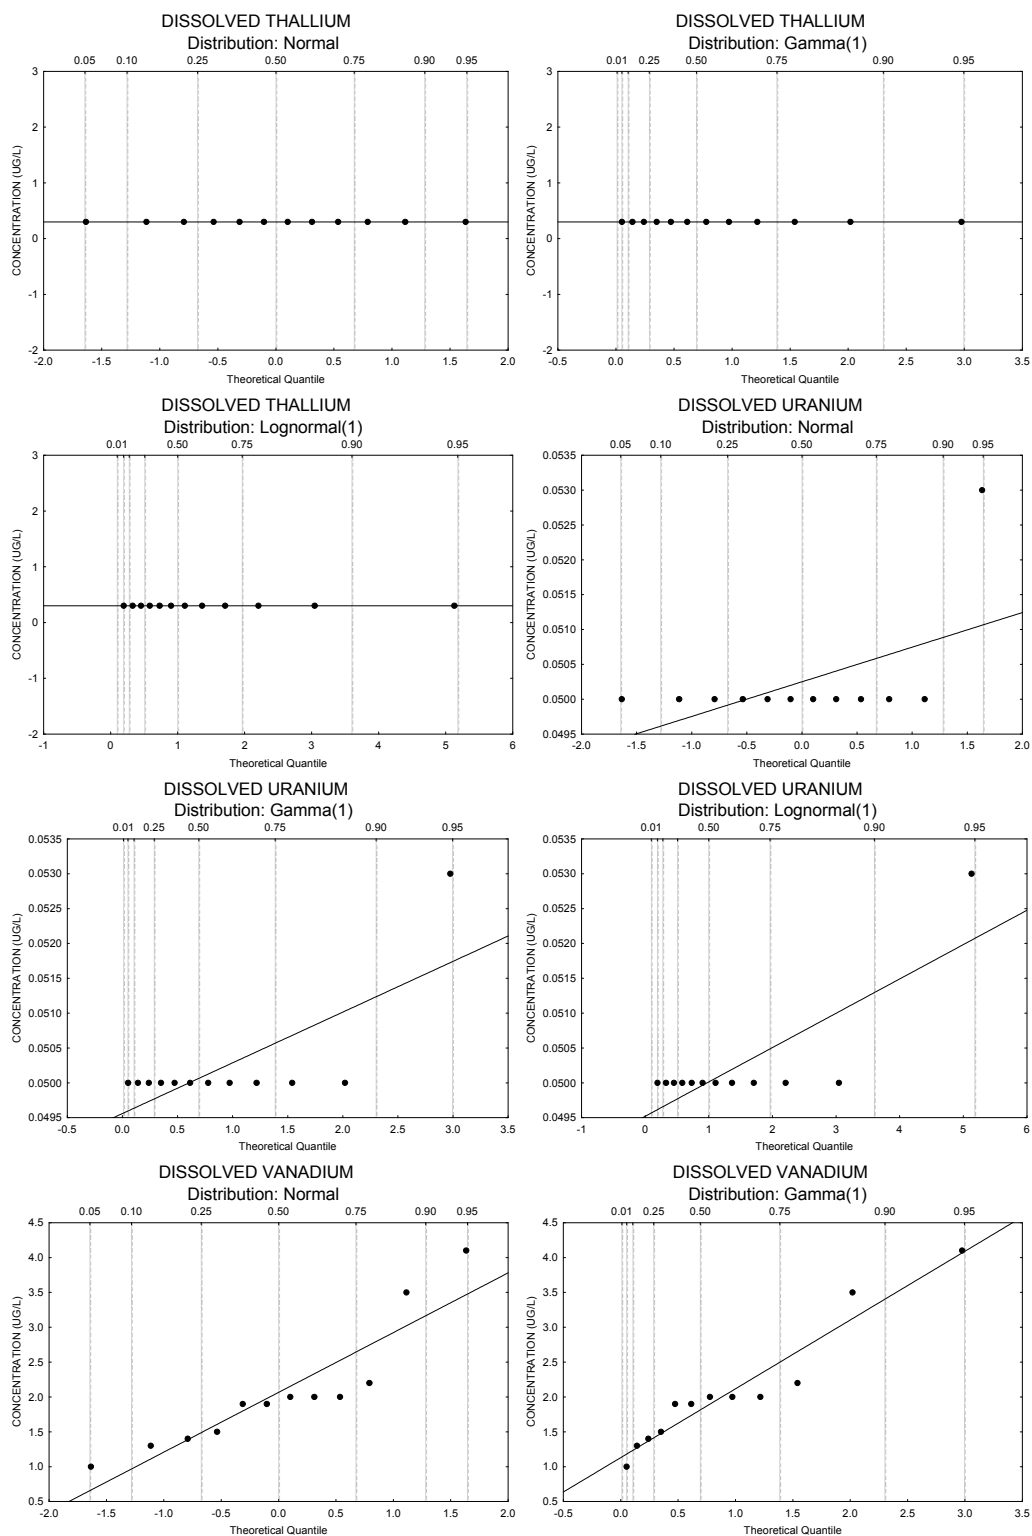 DISSOLVED THALLIUM
Distribution: Normal
0.05 0.10 0.25 0.50 0.75 0.90 0.95
3
2
1
0
-1
-2
CONCENTRATION (UG/L)
-2.0 -1.5 -1.0 -0.5 0.0 0.5 1.0 1.5 2.0
Theoretical Quantile
DISSOLVED THALLIUM
Distribution: Gamma(1)
0.01 0.25 0.50 0.75 0.90 0.95
3
2
1
0
-1
-2
CONCENTRATION (UG/L)
-0.5 0.0 0.5 1.0 1.5 2.0 2.5 3.0 3.5
Theoretical Quantile
DISSOLVED THALLIUM
Distribution: Lognormal(1)
0.01 0.50 0.75 0.90 0.95
3
2
1
0
-1
-2
CONCENTRATION (UG/L)
-1 0 1 2 3 4 5 6
Theoretical Quantile
DISSOLVED URANIUM
Distribution: Normal
0.05 0.10 0.25 0.50 0.75 0.90 0.95
0.0535
0.0530
0.0525
0.0520
0.0515
0.0510
0.0505
0.0500
0.0495
CONCENTRATION (UG/L)
-2.0 -1.5 -1.0 -0.5 0.0 0.5 1.0 1.5 2.0
Theoretical Quantile
DISSOLVED URANIUM
Distribution: Gamma(1)
0.01 0.25 0.50 0.75 0.90 0.95
0.0535
0.0530
0.0525
0.0520
0.0515
0.0510
0.0505
0.0500
0.0495
CONCENTRATION (UG/L)
-0.5 0.0 0.5 1.0 1.5 2.0 2.5 3.0 3.5
Theoretical Quantile
DISSOLVED URANIUM
Distribution: Lognormal(1)
0.01 0.50 0.75 0.90 0.95
0.0535
0.0530
0.0525
0.0520
0.0515
0.0510
0.0505
0.0500
0.0495
CONCENTRATION (UG/L)
-1 0 1 2 3 4 5 6
Theoretical Quantile
DISSOLVED VANADIUM
Distribution: Normal
0.05 0.10 0.25 0.50 0.75 0.90 0.95
4.5
4.0
3.5
3.0
2.5
2.0
1.5
1.0
0.5
CONCENTRATION (UG/L)
-2.0 -1.5 -1.0 -0.5 0.0 0.5 1.0 1.5 2.0
Theoretical Quantile
DISSOLVED VANADIUM
Distribution: Gamma(1)
0.01 0.25 0.50 0.75 0.90 0.95
4.5
4.0
3.5
3.0
2.5
2.0
1.5
1.0
0.5
CONCENTRATION (UG/L)
-0.5 0.0 0.5 1.0 1.5 2.0 2.5 3.0 3.5
Theoretical Quantile